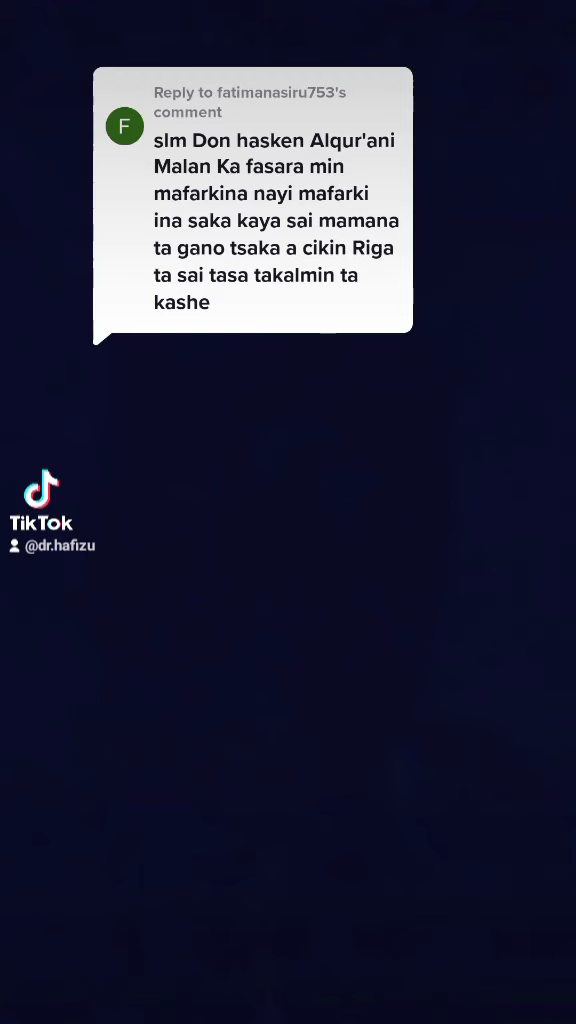 Reply to fatimanasiru753's
comment
F
slm Don hasken Alqur'ani
Malan Ka fasara min
mafarkina nayi mafarki
ina saka kaya sai mamana
ta gano tsaka a cikin Riga
ta sai tasa takalmin ta
kashe
TikTok
@dr.hafizu